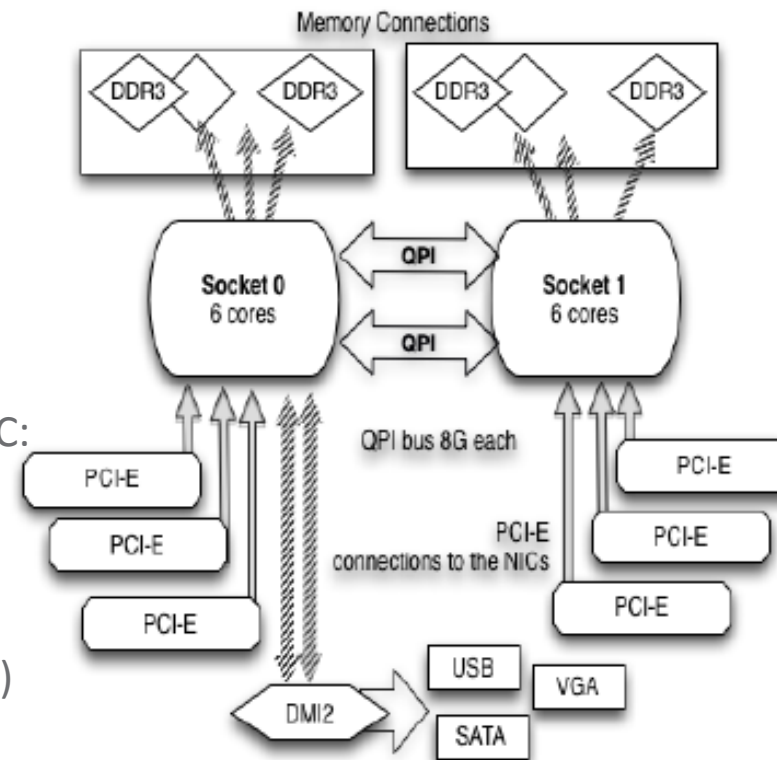 Memory Connections
DDR3
DDR3
DDR3
DDR3
Socket 0
6 cores
QPI
Socket 1
6 cores
QPI
C:
QPI bus 8G each
PCI-E
PCI-E
PCI-E
PCI-E
connections to the NICs
PCI-E
PCI-E
PCI-E
)
DMI2
USB
VGA
SATA